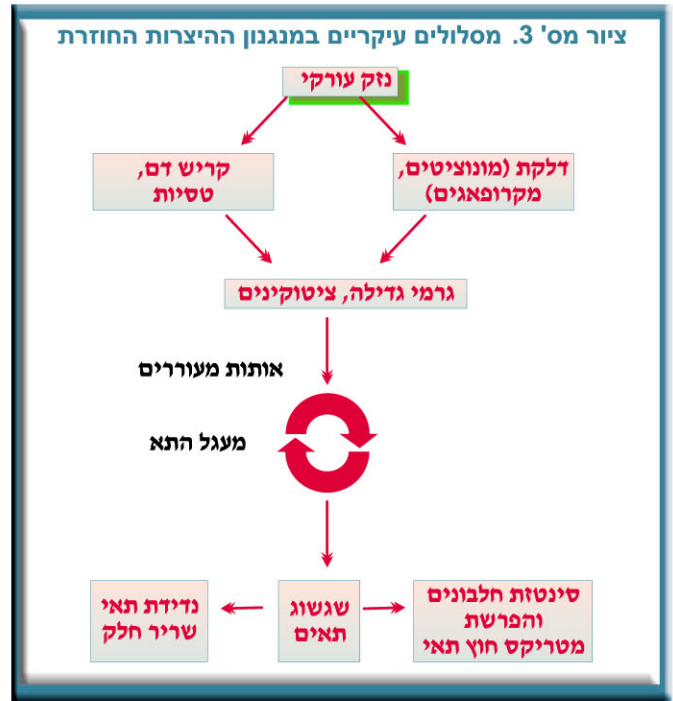 ציור מס' 3. מסלולים עיקריים במנגנון ההיצרות החוזרת
נזק עורקי
דלקת (מונוציטים,
מקרופאגים)
קריש דם,
טסיות
גרמי גדילה, ציטוקינים
אותות מעוררים
מעגל התא
סינטזת חלבונים
והפרשת
מטריקס חוץ תאי
שגשוג
תאים
נדידת תאי
שריר חלק